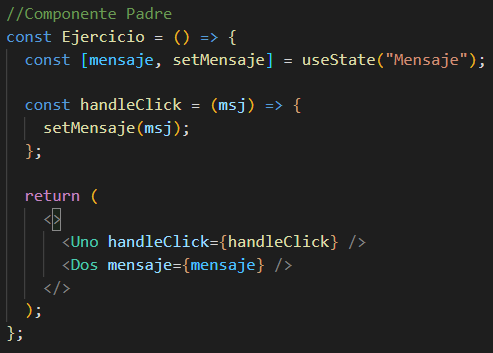 //Componente Padre
const Ejercicio = () => {
  const [mensaje, setMensaje] = useState("Mensaje");

  const handleClick = (msj) => {
    setMensaje(msj);
  };

  return (
    <>
      <Uno handleClick={handleClick} />
      <Dos mensaje={mensaje} />
    </>
  );
};